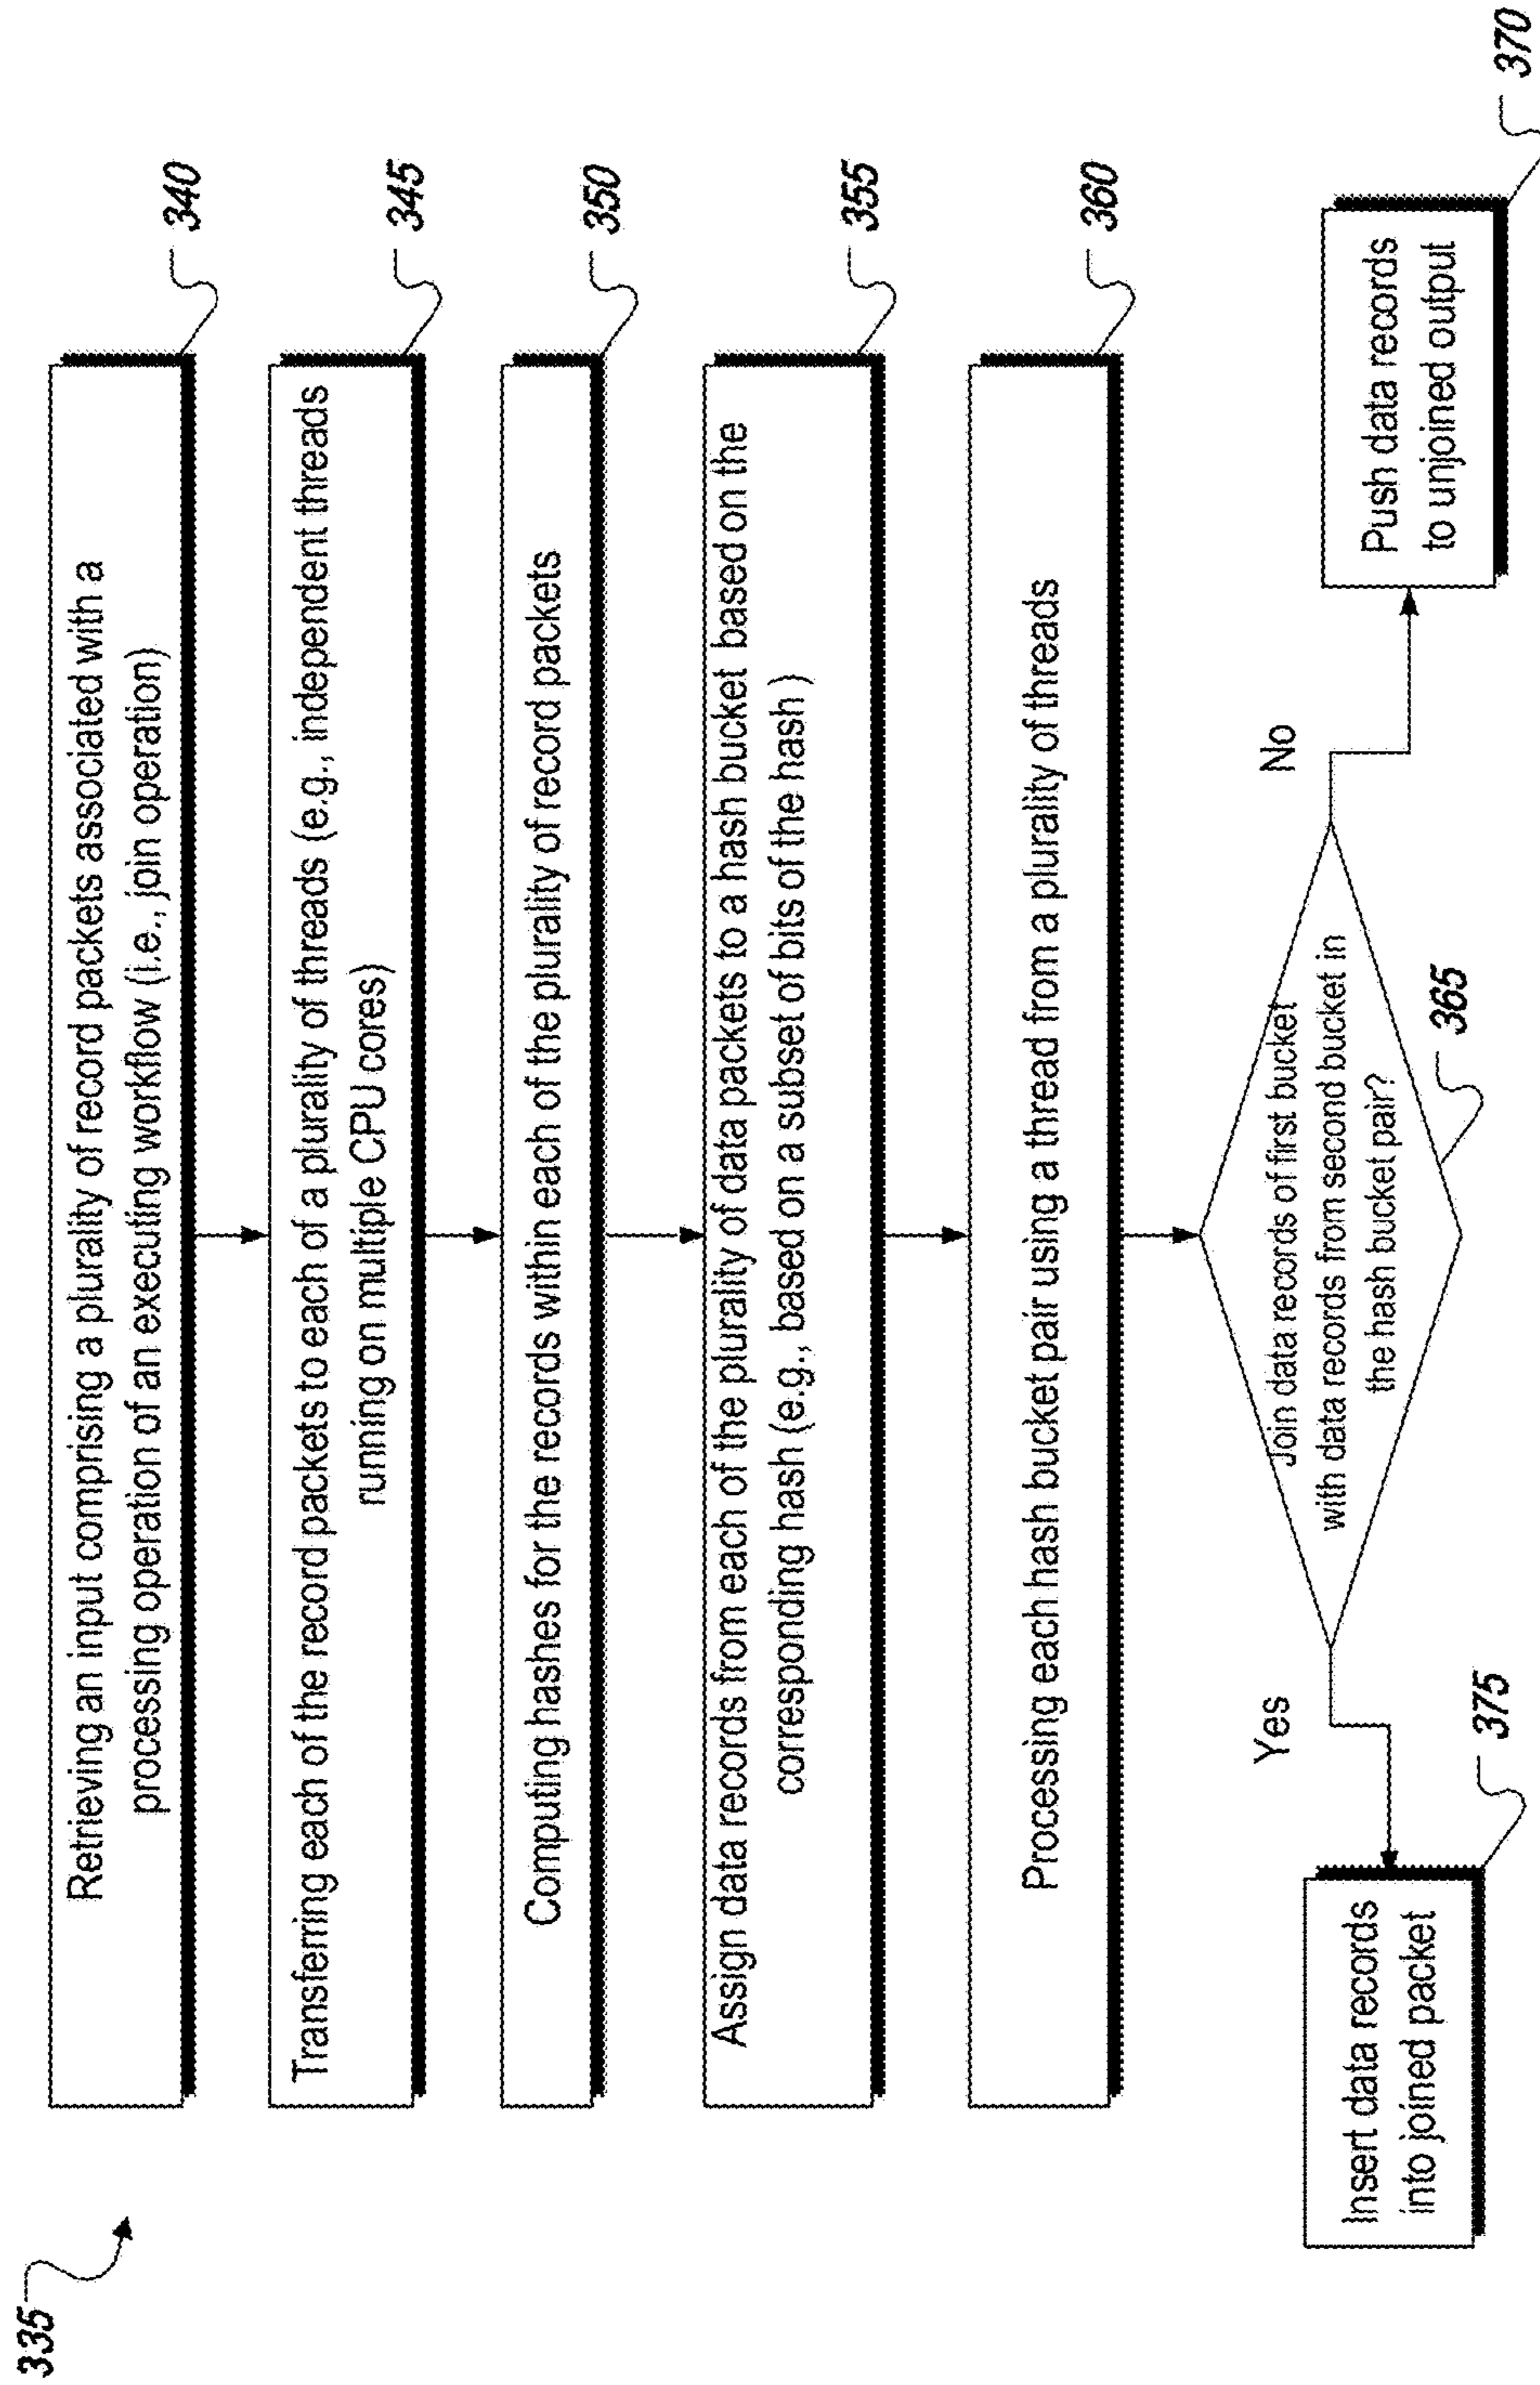 335
Retrieving an input comprising a plurality of record packets associated with a
processing operation of an executing workflow (i.e., join operation)
340
Transferring each of the record packets to each of a plurality of threads (e.g., independent threads
running on multiple CPU cores)
345
Computing hashes for the records within each of the plurality of record packets
350
Assign data records from each of the plurality of data packets to a hash bucket based on the
corresponding hash (e.g., based on a subset of bits of the hash)
355
Processing each hash bucket pair using a thread from a plurality of threads
360
Join data records of first bucket
with data records from second bucket in
the hash bucket pair?
365
Yes
No
Insert data records
into joined packet
375
Push data records
to unjoined output
370